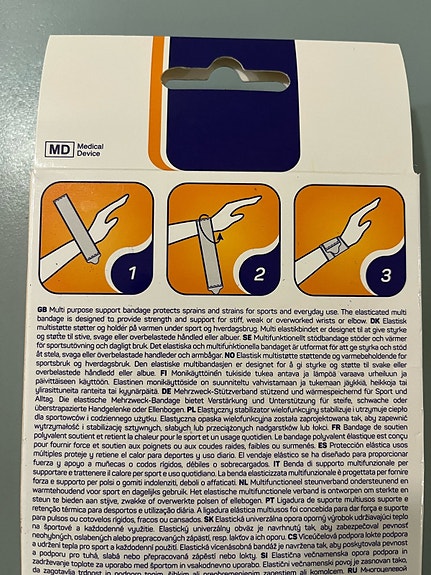 MD Medical
Device
1
2
3
GB Multi purpose support bandage protects sprains and strains for sports and everyday use. The elasticated multi
bandage is designed to provide strength and support for stiff, weak or overworked wrists or elbow. DK Elastisk
multistøtte støtter og holder på varmen under sport og hverdagsbrug. Multi elastikbindet er designet til at give styrke
og støtte til stive, svage eller overbelastede håndled eller albuer. SE Multifunktionellt stödbandage stöder och värmer
för sportsutövning och dagligt bruk. Det elastiska och multifunktionella bandaget är utformat för att ge styrka och stöd
åt stela, svaga eller överbelastade handleder och armbågar. NO Elastisk multistøtte støttende og varmebeholdende for
sportsbruk og hverdagsbruk. Den elastiske multibandasjen er designet for å gi styrke og støtte til svake eller
overbelastede håndledd eller albue. FI Monikäyttöinen tukiside tukea antava ja lämpöä varaava urheiluun ja
päivittäiseen käyttöön. Elastinen monikäyttöside on suunniteltu vahvistamaan ja tukemaan jäykkiä, heikkoja tai
ylirasittuneita ranteita tai kyynärpäitä. DE Mehrzweck-Stützverband stützend und wärmespeichernd für Sport und
Alltag. Die elastische Mehrzweck-Bandage bietet Verstärkung und Unterstützung für steife, schwache oder
überstrapazierte Handgelenke oder Ellenbogen. PL Elastyczny stabilizator wielofunkcyjny stabilizuje i utrzymuje ciepło
dla sportowców i codziennego użytku. Elastyczna opaska wielofunkcyjna została zaprojektowana tak, aby zapewnić
wytrzymałość i stabilizację sztywnych, słabych lub przeciążonych nadgarstków lub łokci. FR Bandage de soutien
polyvalent soutient et retient la chaleur pour le sport et un usage quotidien. Le bandage polyvalent élastique est conçu
pour fournir force et soutien aux poignets ou aux coudes raides, faibles ou surmenés. ES Protección elástica usos
múltiples proteje y retiene el calor para deportes y uso diario. El vendaje elástico se ha diseñado para proporcionar
fuerza y apoyo a muñecas o codos rígidos, débiles o sobrecargados. IT Benda di supporto multifunzionale per
supportare e trattenere il calore per sport e uso quotidiano. La benda elasticizzata multifunzionale è progettata per fornire
forza e supporto per polsi o gomiti indolenziti, deboli o affaticati. NL Multifunctioneel steunverband ondersteunend en
warmtehoudend voor sport en dagelijks gebruik. Het elastische multifunctionele verband is ontworpen om sterkte en
steun te bieden aan stijve, zwakke of overwerkte polsen of ellebogen. PT Ligadura de multiusos suporte e
retenção térmica para desportos e utilização diária. A ligadura elástica multiusos foi concebida para dar força e suporte
para pulsos ou cotovelos rígidos, fracos ou cansados. SK Elastická univerzálna opora oporný výrobok udržiavajúci teplo
na športové a každodenné využitie. Elastický univerzálny obväz je navrhnutý tak, aby zabezpečoval pevnosť
neohybných, oslabených alebo prepracovaných zápästí, resp. lakťov a ich oporu. CS Víceúčelová podpora lokte podpora
a udržení tepla pro sport a každodenní použití. Elastická vícenásobná bandáž je navržena tak, aby poskytovala pevnost
a podporu pro tuhá, slabá nebo přepracovaná zápěstí nebo lokty. SI Elastična večnamenska opora podpora in
zadrževanje toplote za uporabo med športom in vsakodnevno uporabo. Elastični večnamenski povoj je zasnovan tako,
da zagotavlja trdnost in podporo togim, šibkim ali preobremenjenim zapestjem ali komolcem. RU Многоразовый